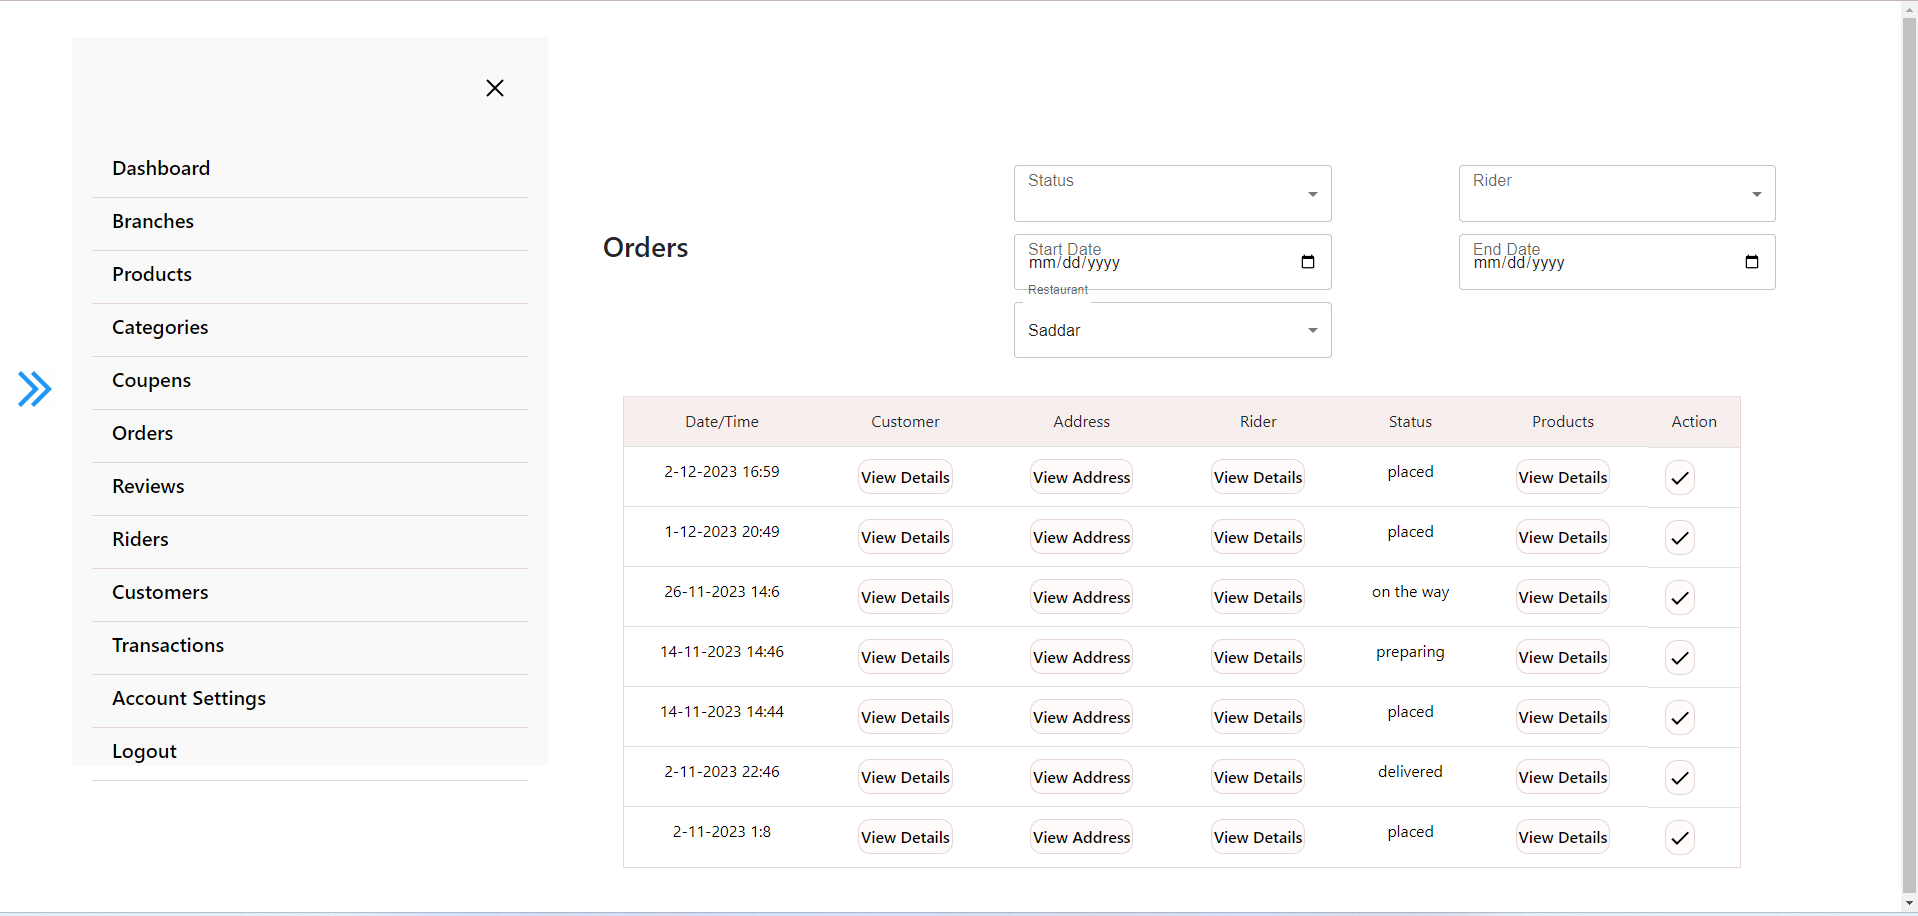 Dashboard
Branches
Products
Categories
Coupens
Orders
Reviews
Riders
Customers
Transactions
Account Settings
Logout
Orders
Status
Rider
Start Date
mm/dd/yyyy
End Date
mm/dd/yyyy
Restaurant
Saddar
Date/Time Customer Address Rider Status Products Action
2-12-2023 16:59 View Details View Address View Details placed View Details
1-12-2023 20:49 View Details View Address View Details placed View Details
26-11-2023 14:6 View Details View Address View Details on the way View Details
14-11-2023 14:46 View Details View Address View Details preparing View Details
14-11-2023 14:44 View Details View Address View Details placed View Details
2-11-2023 22:46 View Details View Address View Details delivered View Details
2-11-2023 1:8 View Details View Address View Details placed View Details